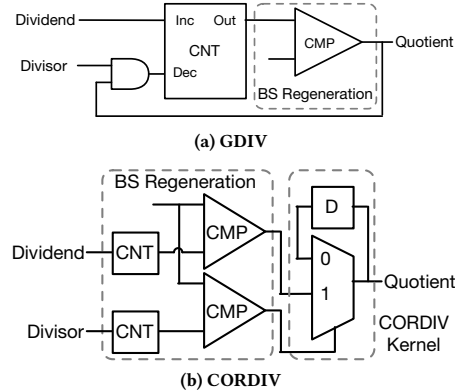 Dividend
Inc
Out
CNT
CMP
Quotient
Divisor
Dec
BS Regeneration
(a) GDIV
BS Regeneration
D
CMP
Dividend
CNT
0
Quotient
1
CMP
CORDIV
Kernel
Divisor
CNT
(b) CORDIV